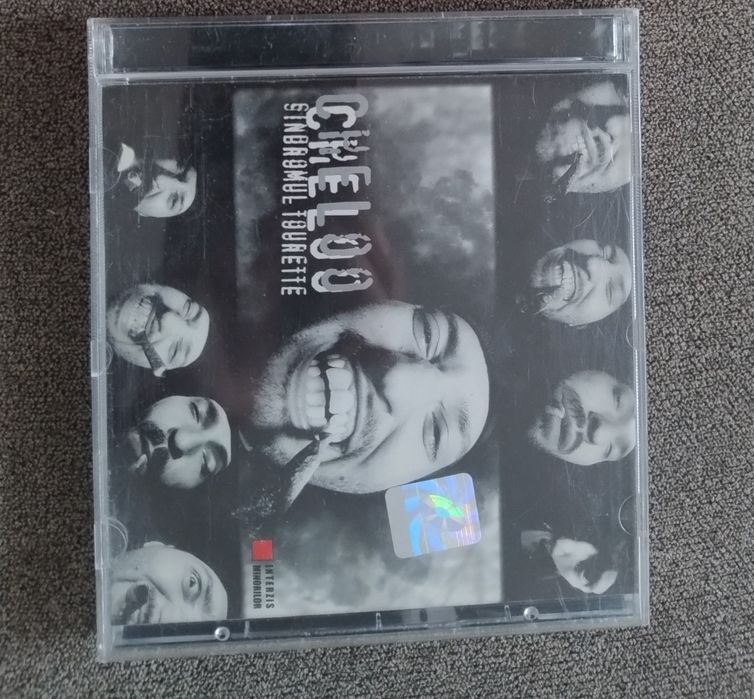 CHELOO
SINDROMUL TOURETTE
INTERZIS
MINORILOR